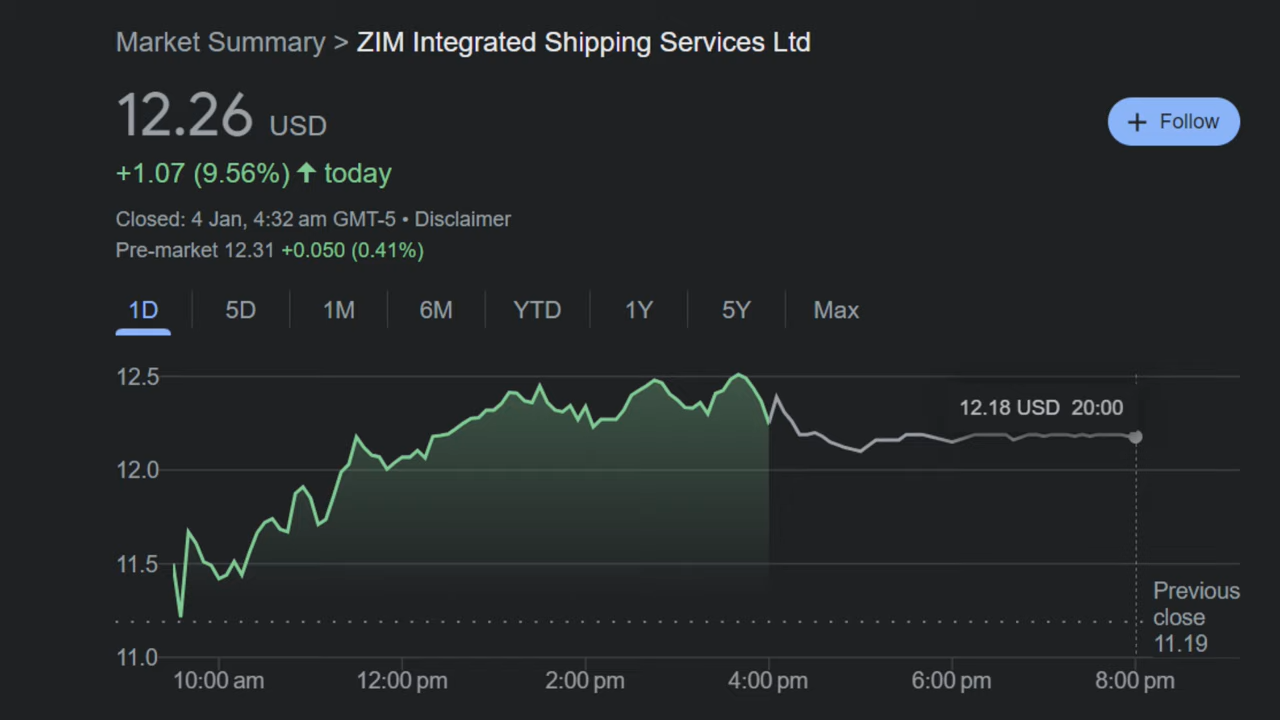 Market Summary > ZIM Integrated Shipping Services Ltd
12.26 USD
+ Follow
+1.07 (9.56%) ↑ today
Closed: 4 Jan, 4:32 am GMT-5 • Disclaimer
Pre-market 12.31 +0.050 (0.41%)
1D 5D 1M 6M YTD 1Y 5Y Max
12.5
12.18 USD 20:00
12.0
11.5
Previous
close
11.19
11.0
10:00 am 12:00 pm 2:00 pm 4:00 pm 6:00 pm 8:00 pm